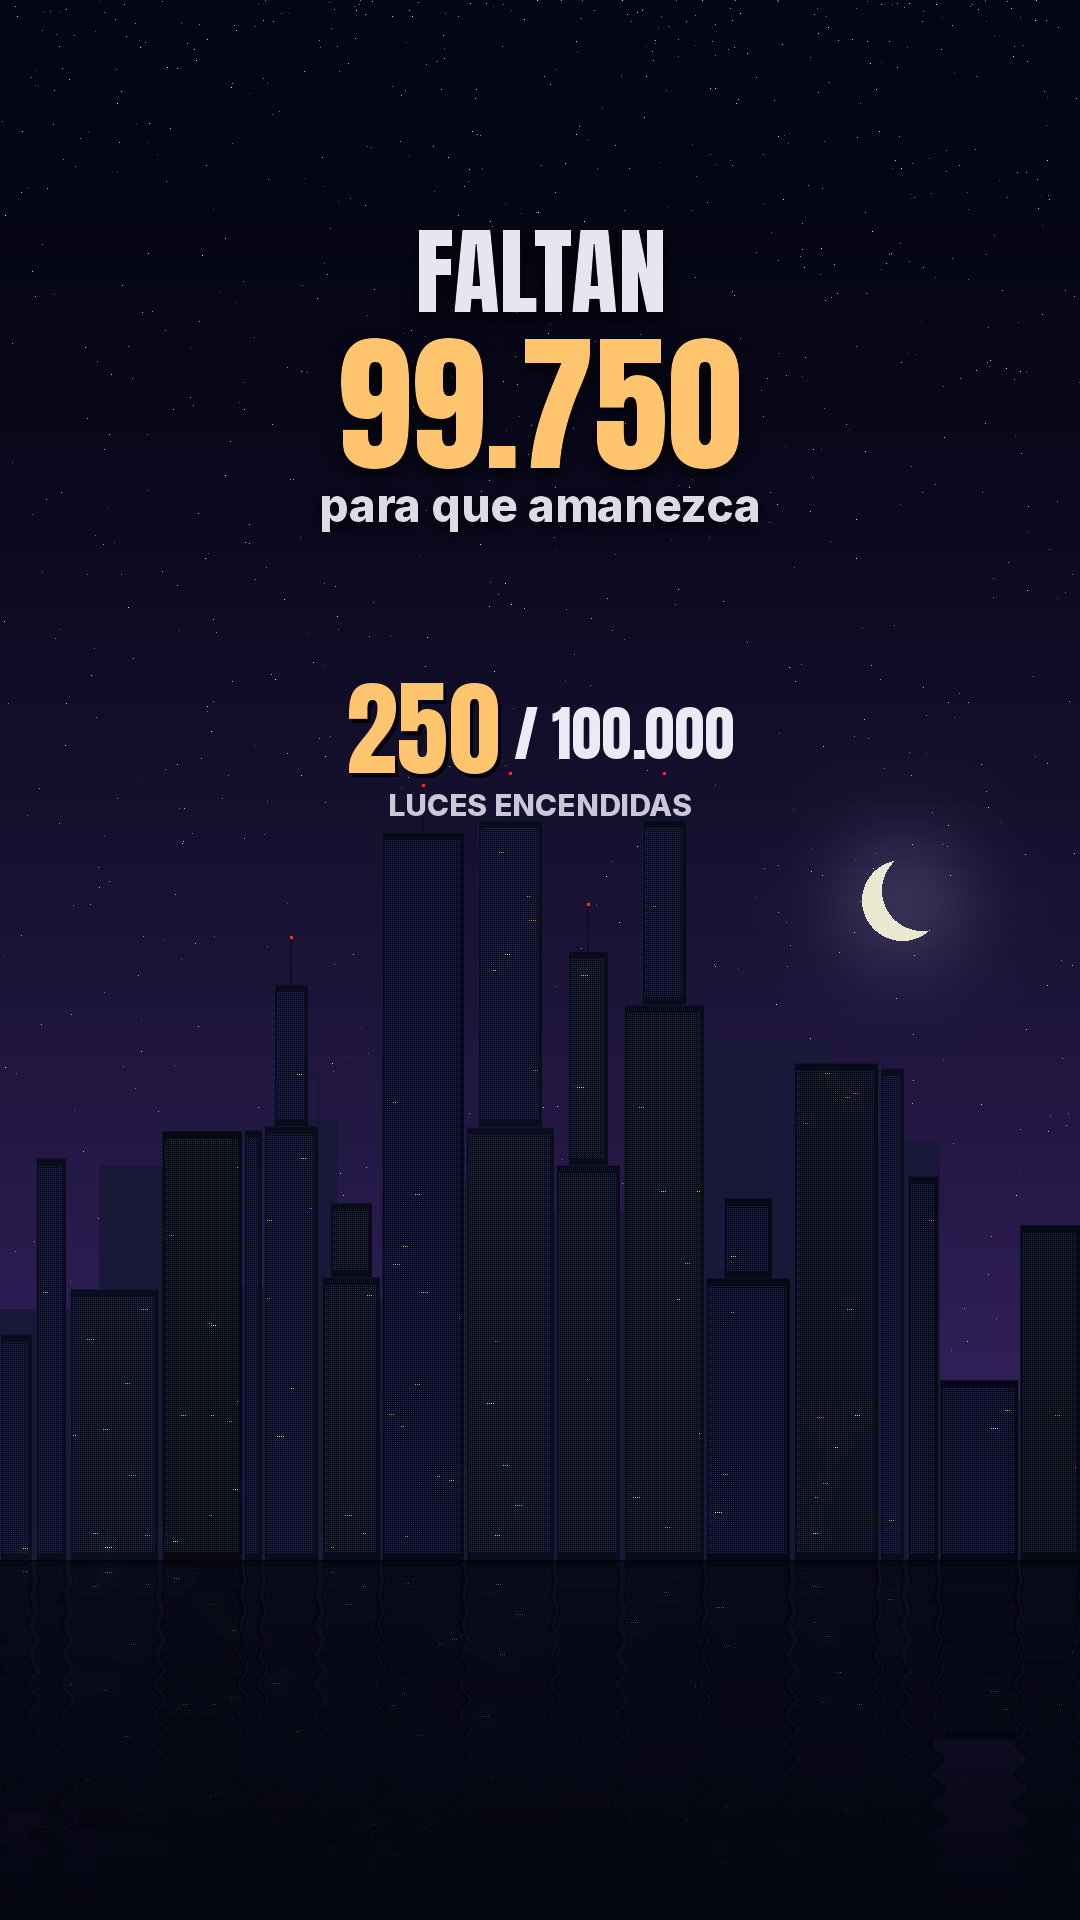 FALTAN
99.750
para que amanezca
250 / 100.000
LUCES ENCENDIDAS